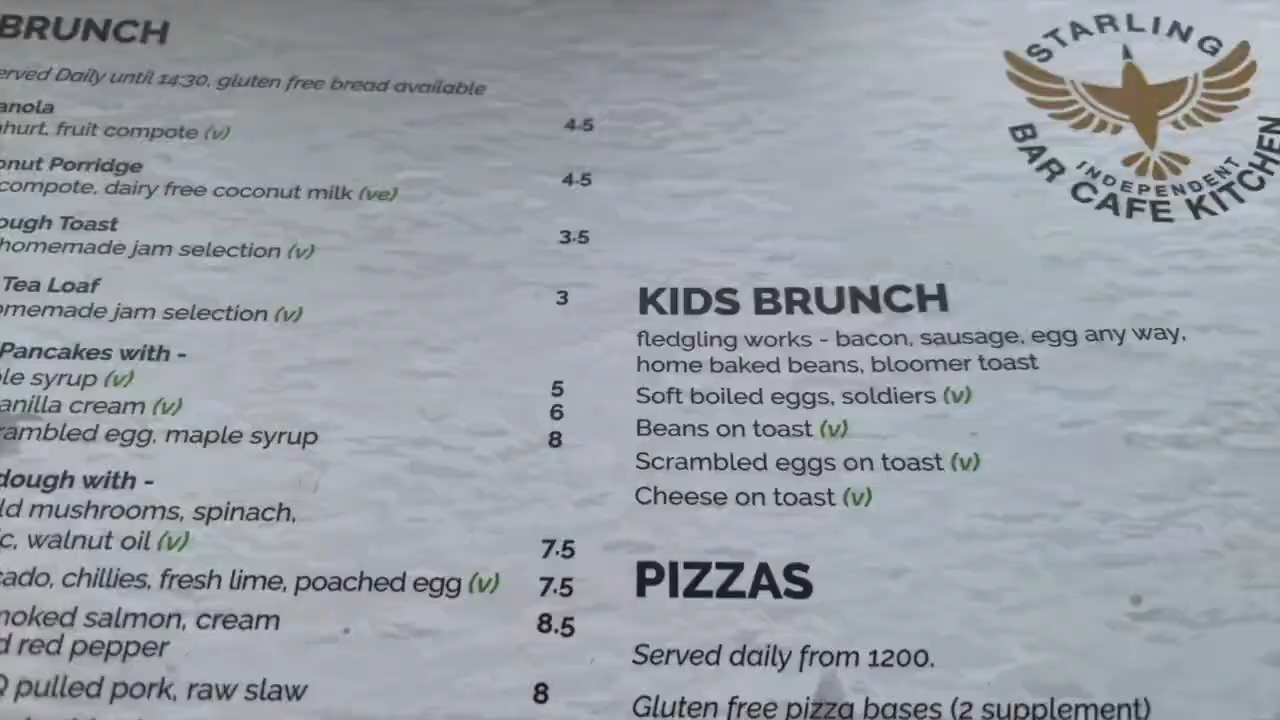 BRUNCH
erved Daily until 14:30, gluten free bread available
anola
hurt, fruit compote (v) 4.5
onut Porridge
compote, dairy free coconut milk (ve) 4.5
ough Toast
homemade jam selection (v) 3.5
Tea Loaf
omemade jam selection (v) 3
Pancakes with -
le syrup (v) 5
anilla cream (v) 6
rambled egg, maple syrup 8
dough with -
ld mushrooms, spinach,
c, walnut oil (v) 7.5
cado, chillies, fresh lime, poached egg (v) 7.5
moked salmon, cream 8.5
d red pepper
Q pulled pork, raw slaw 8
STARLING
INDEPENDENT
BAR CAFE KITCHEN
KIDS BRUNCH
fledgling works - bacon, sausage, egg any way,
home baked beans, bloomer toast
Soft boiled eggs, soldiers (v)
Beans on toast (v)
Scrambled eggs on toast (v)
Cheese on toast (v)
PIZZAS
Served daily from 1200.
Gluten free pizza bases (2 supplement)